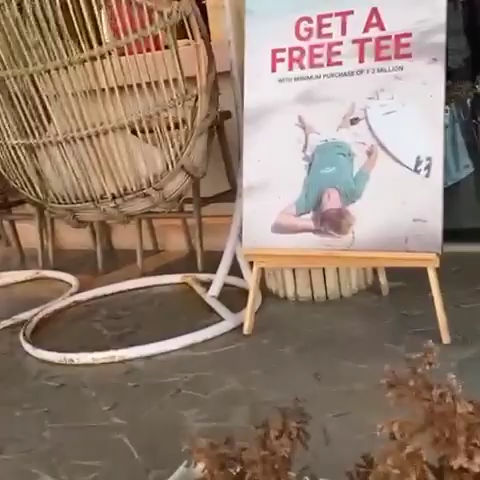 GET A
FREE TEE
WITH MINIMUM PURCHASE OF 2 MILLION